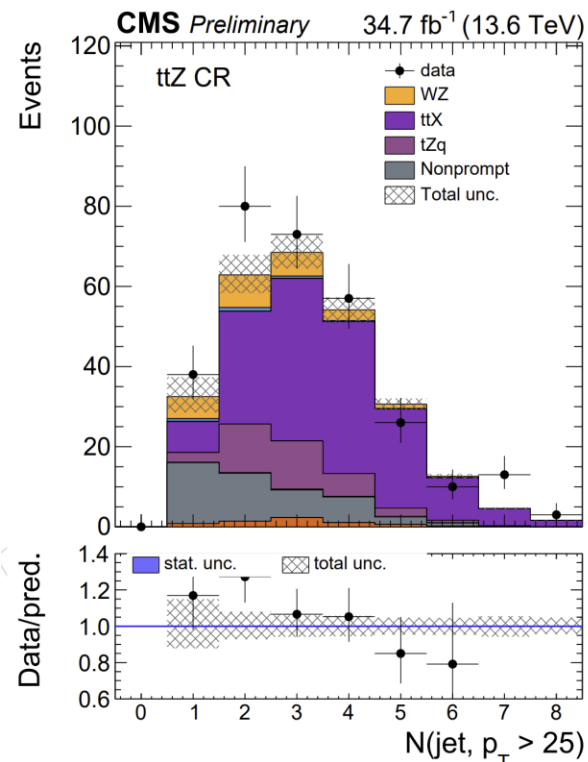 CMS Preliminary 34.7 fb⁻¹ (13.6 TeV)
Events
120
100
80
60
40
20
0
ttZ CR
data
WZ
ttX
tZq
Nonprompt
Total unc.
Data/pred.
1.4
1.2
1.0
0.8
0.6
stat. unc. total unc.
0 1 2 3 4 5 6 7 8
N(jet, p_T > 25)